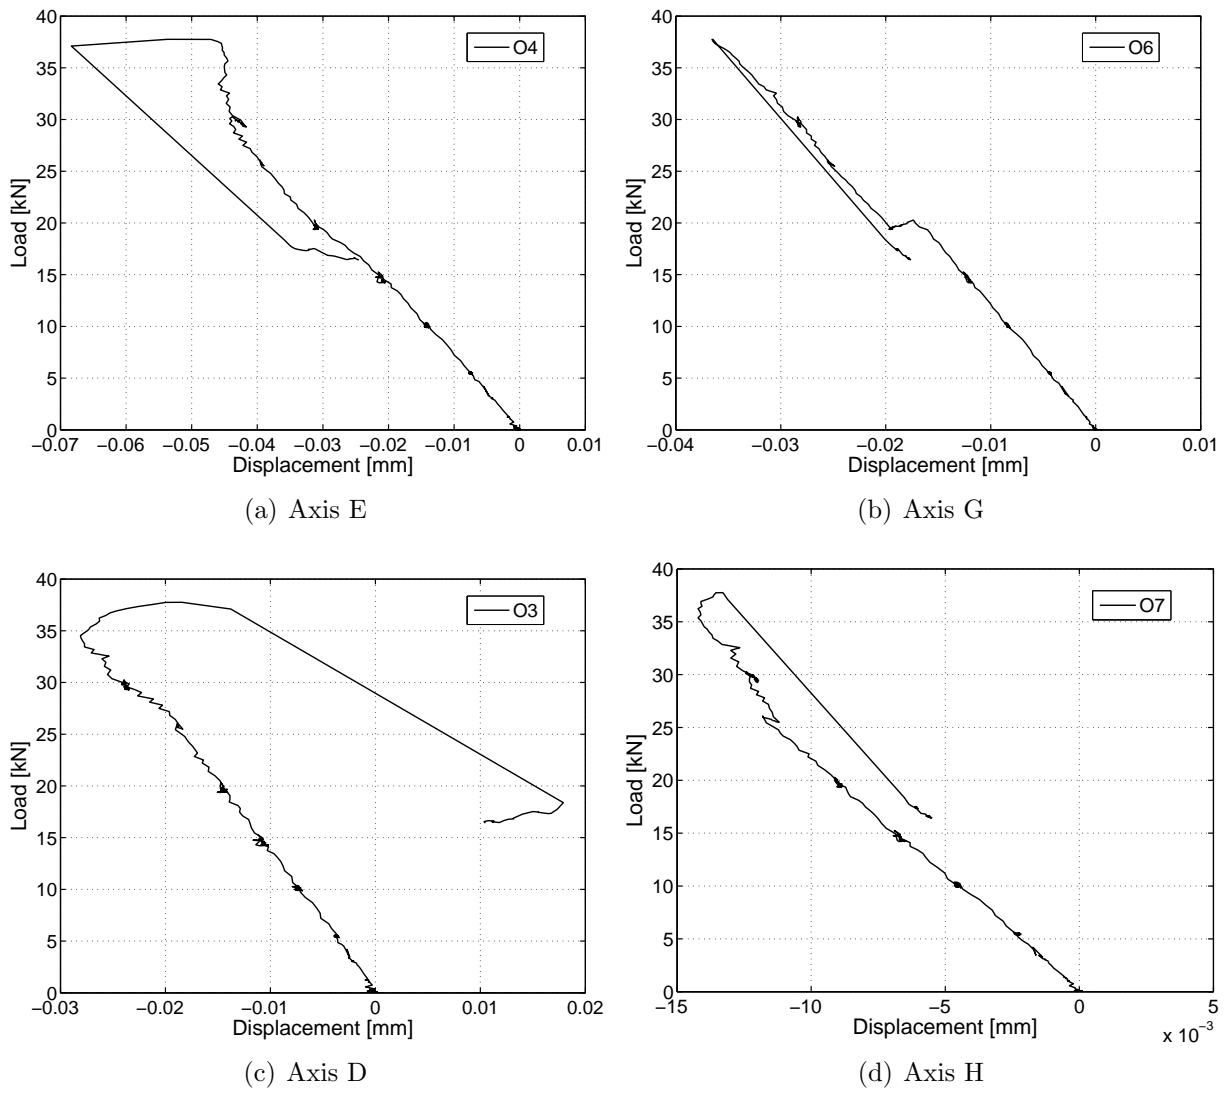 40
35
30
25
20
15
10
5
0
Load [kN]
O4
−0.07 −0.06 −0.05 −0.04 −0.03 −0.02 −0.01 0 0.01
Displacement [mm]
(a) Axis E
40
35
30
25
20
15
10
5
0
Load [kN]
O6
−0.04 −0.03 −0.02 −0.01 0 0.01
Displacement [mm]
(b) Axis G
40
35
30
25
20
15
10
5
0
Load [kN]
O3
−0.03 −0.02 −0.01 0 0.01 0.02
Displacement [mm]
(c) Axis D
40
35
30
25
20
15
10
5
0
Load [kN]
O7
−15 −10 −5 0 5
Displacement [mm]
x 10⁻³
(d) Axis H